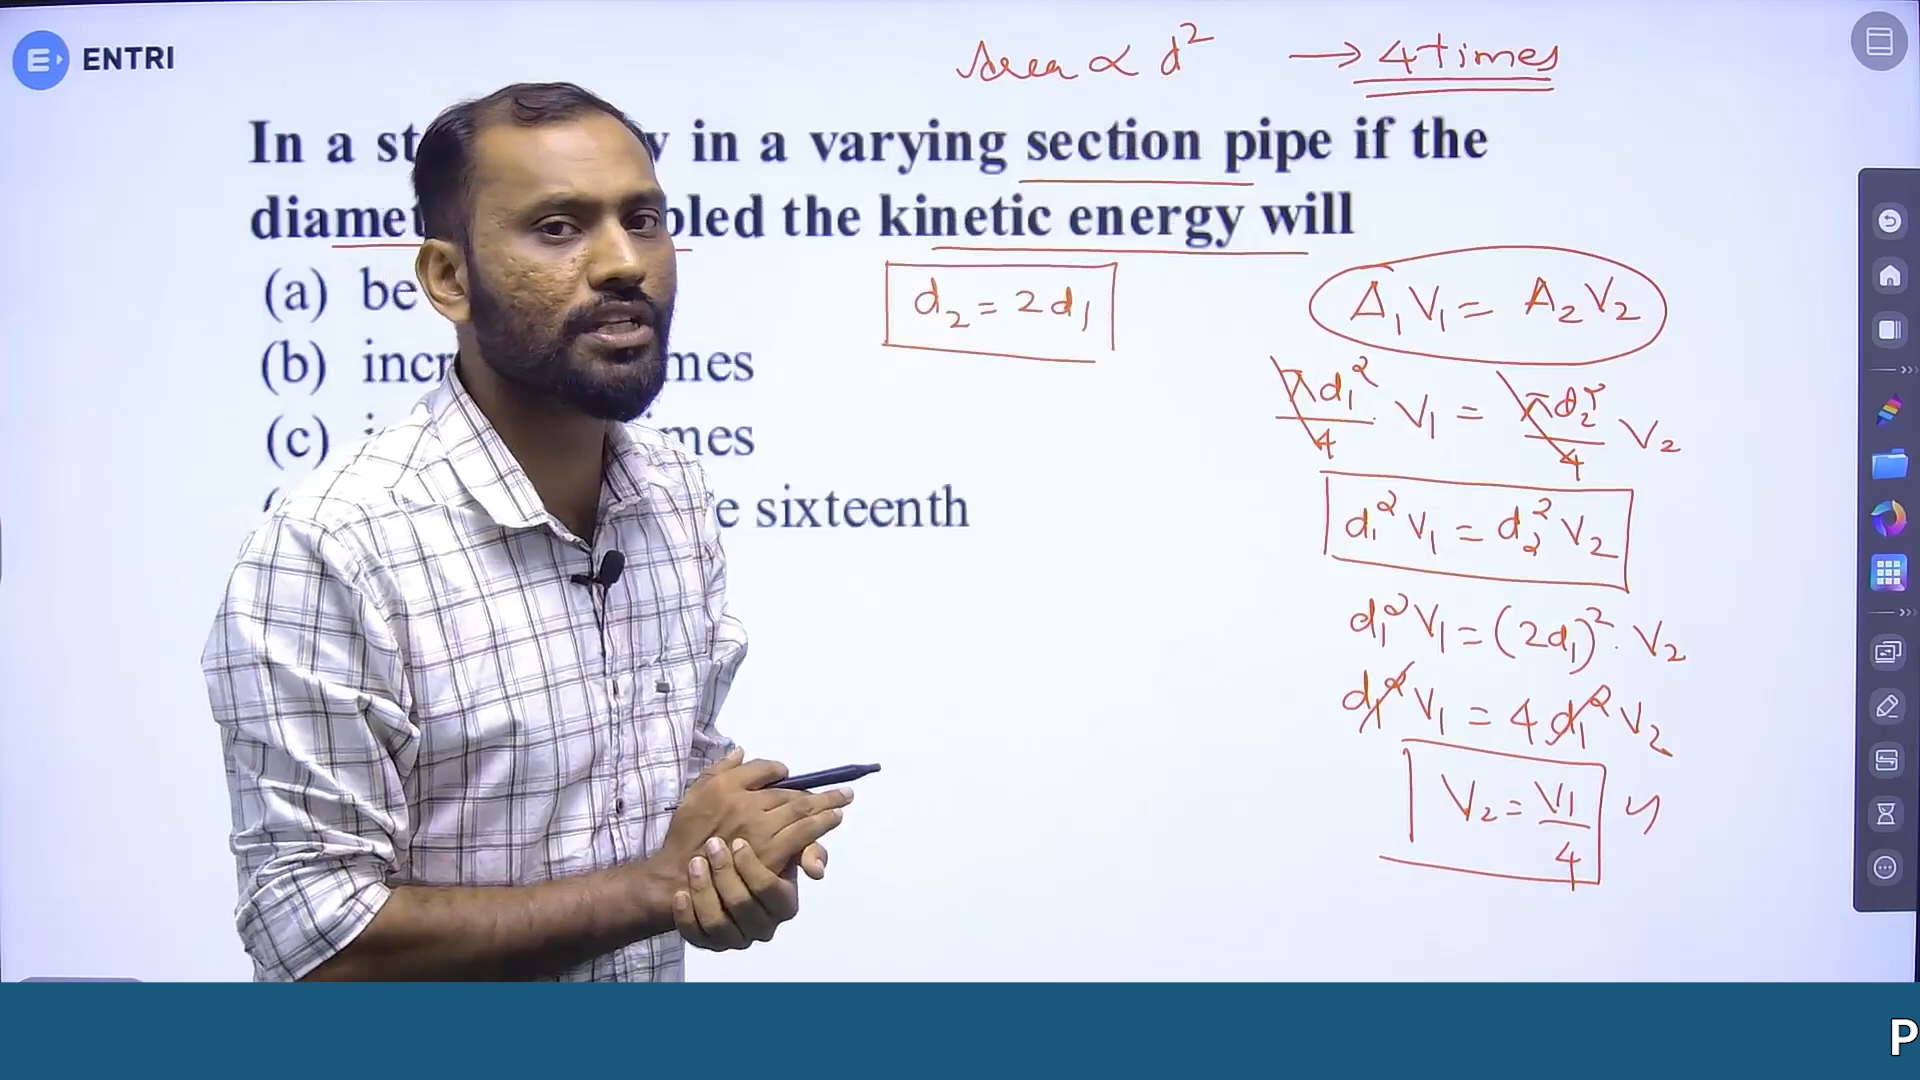 ENTRI
Area ∝ d² → 4 times
In a st in a varying section pipe if the
diamet bled the kinetic energy will
(a) be
d₂ = 2d₁
A₁V₁ = A₂V₂
(b) incr mes
πd₁²/4 V₁ = πd₂²/4 V₂
(c) mes
e sixteenth
d₁²V₁ = d₂²V₂
d₁²V₁ = (2d₁)². V₂
d₁²V₁ = 4d₁²V₂
V₂ = V₁/4
P